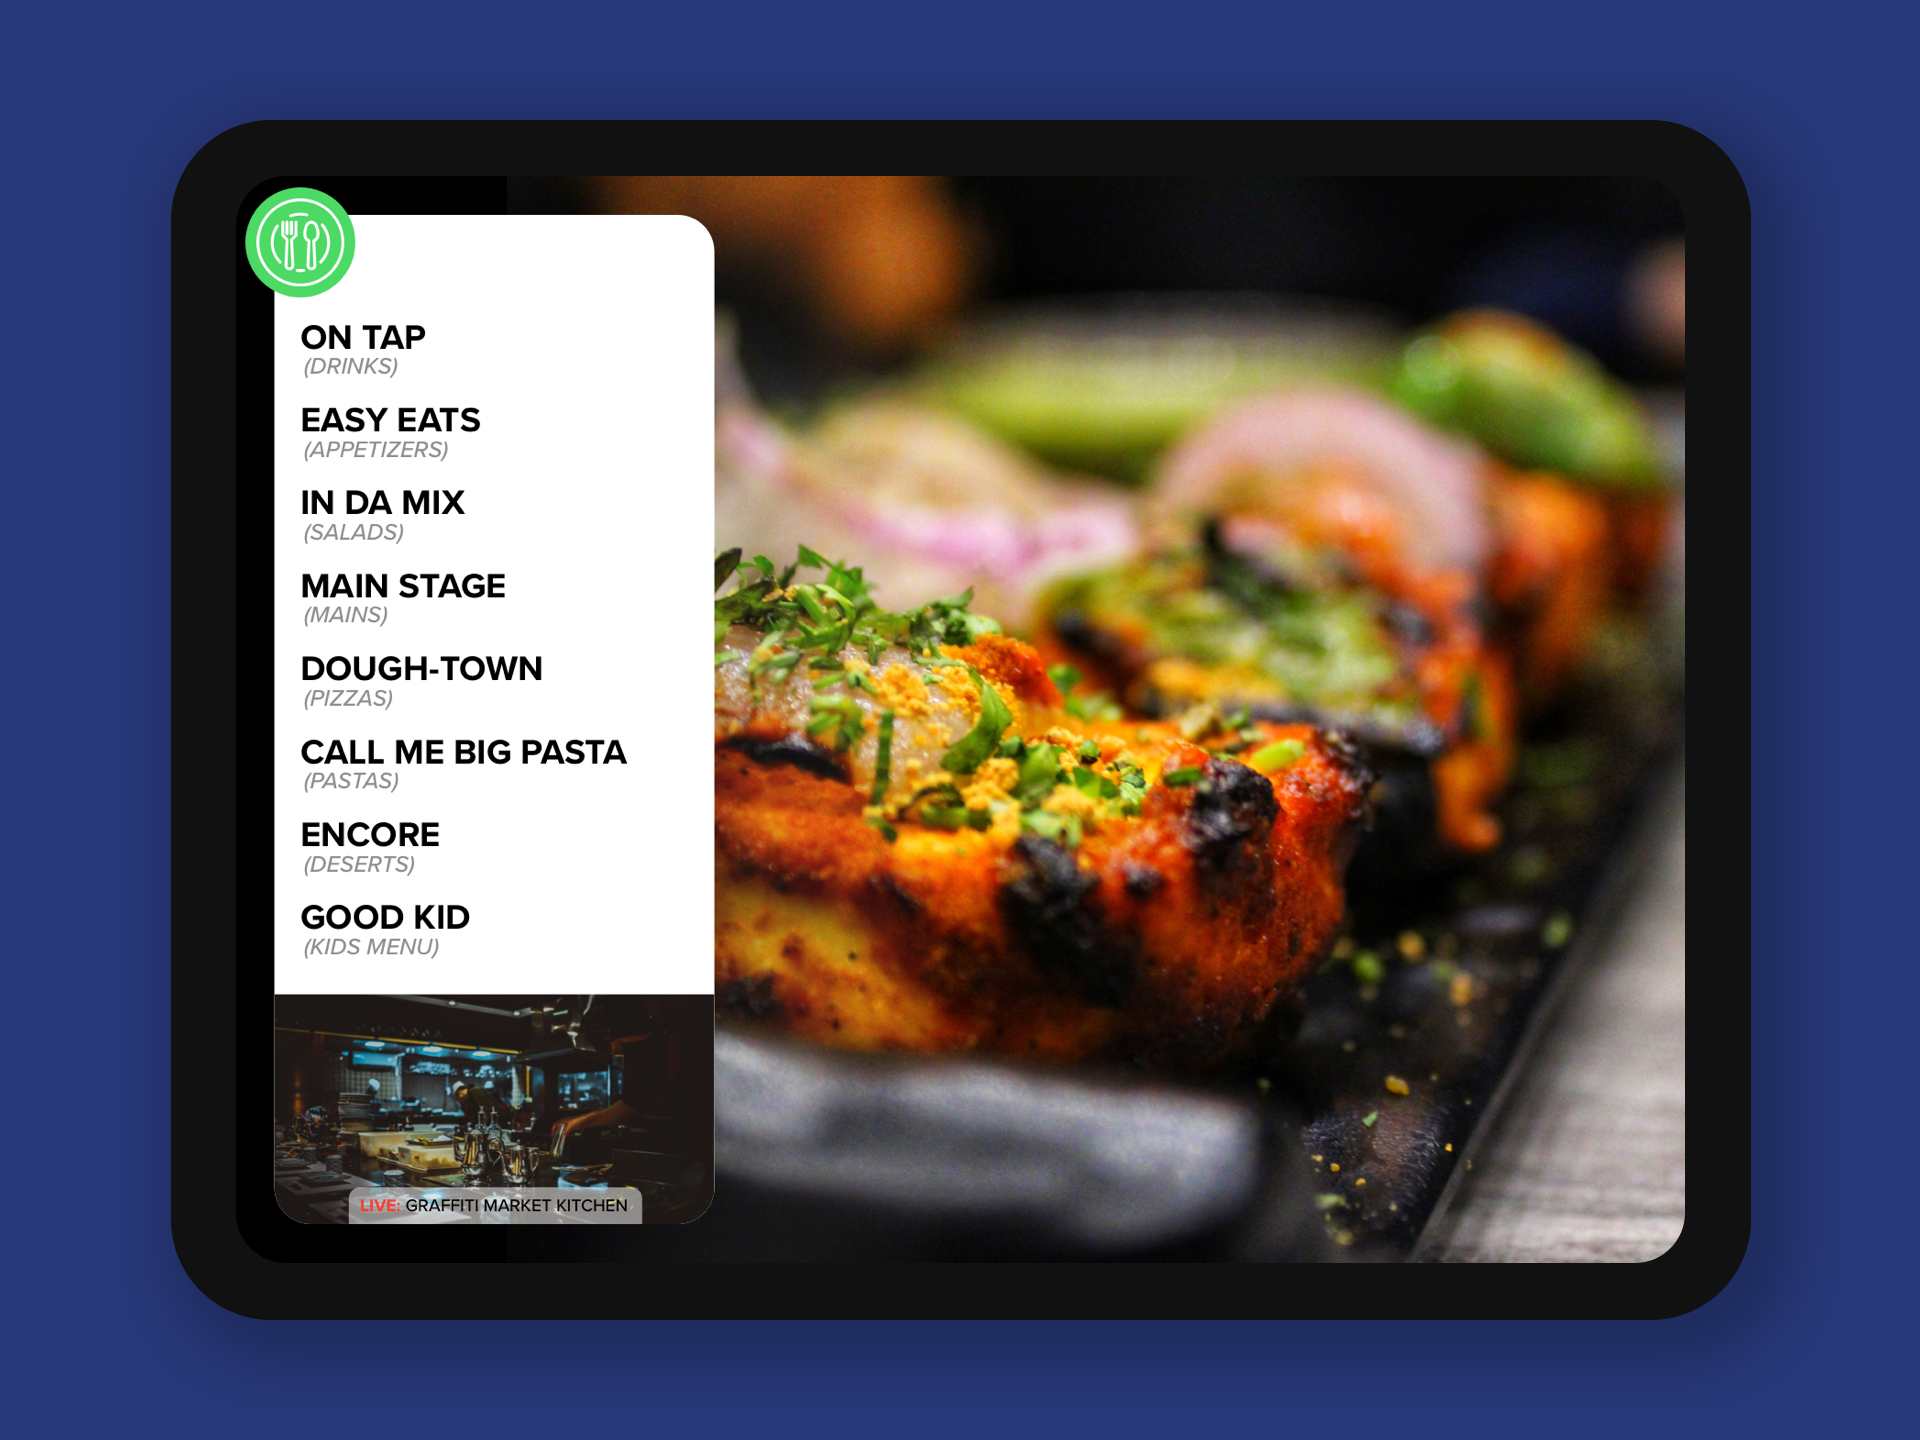 ON TAP
(DRINKS)
EASY EATS
(APPETIZERS)
IN DA MIX
(SALADS)
MAIN STAGE
(MAINS)
DOUGH-TOWN
(PIZZAS)
CALL ME BIG PASTA
(PASTAS)
ENCORE
(DESERTS)
GOOD KID
(KIDS MENU)
LIVE: GRAFFITI MARKET KITCHEN